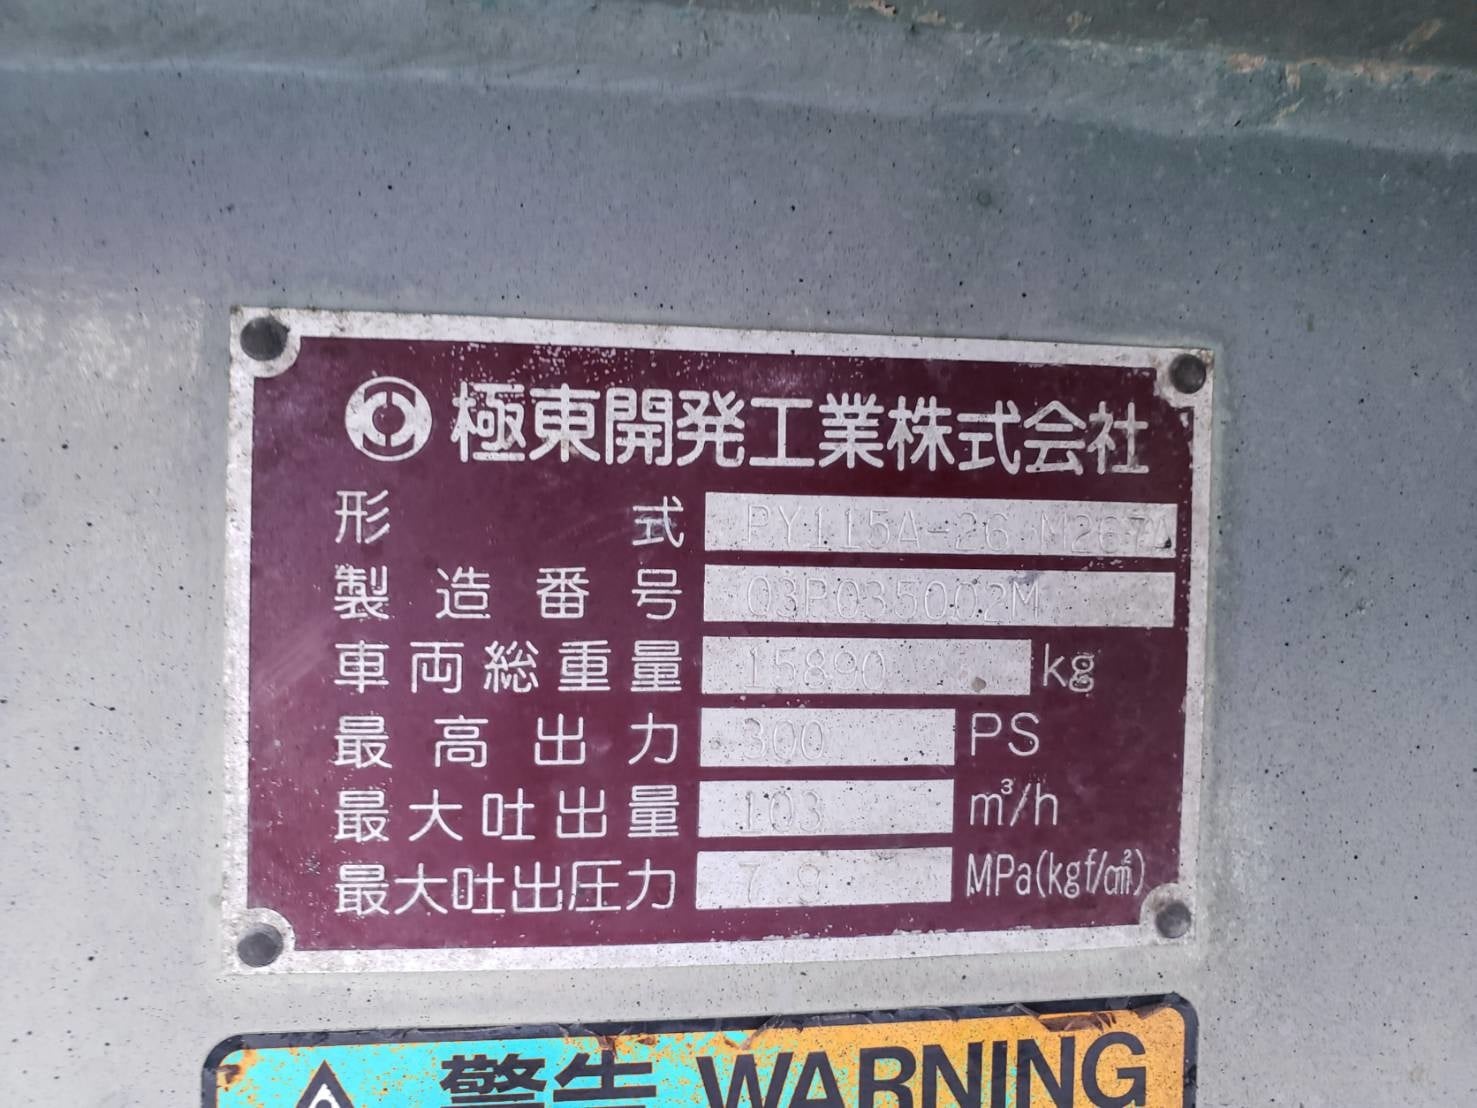 極東開発工業株式会社
形式 PY115A-26 M267A
製造番号 03P035002M
車両総重量 15890 kg
最高出力 300 PS
最大吐出量 103 m³/h
最大吐出圧力 7.8 MPa(kgf/cm²)
警告 WARNING